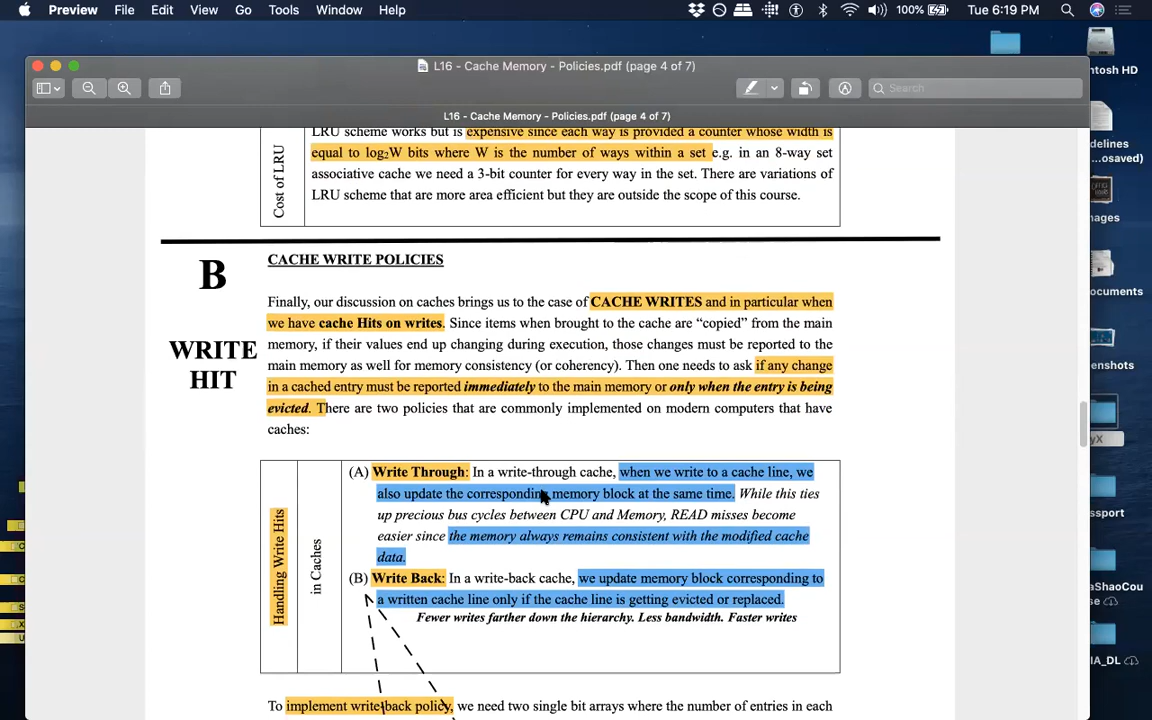 Preview File Edit View Go Tools Window Help 100% Tue 6:19 PM
L16 - Cache Memory - Policies.pdf (page 4 of 7)
Search
L16 - Cache Memory - Policies.pdf (page 4 of 7)
LRU scheme works but is expensive since each way is provided a counter whose width is
equal to log₂W bits where W is the number of ways within a set e.g. in an 8-way set
associative cache we need a 3-bit counter for every way in the set. There are variations of
LRU scheme that are more area efficient but they are outside the scope of this course.
Cost of LRU
B
CACHE WRITE POLICIES
WRITE
HIT
Finally, our discussion on caches brings us to the case of CACHE WRITES and in particular when
we have cache Hits on writes. Since items when brought to the cache are “copied” from the main
memory, if their values end up changing during execution, those changes must be reported to the
main memory as well for memory consistency (or coherency). Then one needs to ask if any change
in a cached entry must be reported immediately to the main memory or only when the entry is being
evicted. There are two policies that are commonly implemented on modern computers that have
caches:
Handling Write Hits
in Caches
(A) Write Through: In a write-through cache, when we write to a cache line, we
also update the corresponding memory block at the same time. While this ties
up precious bus cycles between CPU and Memory, READ misses become
easier since the memory always remains consistent with the modified cache
data.
(B) Write Back: In a write-back cache, we update memory block corresponding to
a written cache line only if the cache line is getting evicted or replaced.
Fewer writes farther down the hierarchy. Less bandwidth. Faster writes
To implement write-back policy, we need two single bit arrays where the number of entries in each
ntosh HD
delines
...osaved)
nages
ocuments
enshots
yX
ssport
aShaoCou
se
IA_DL